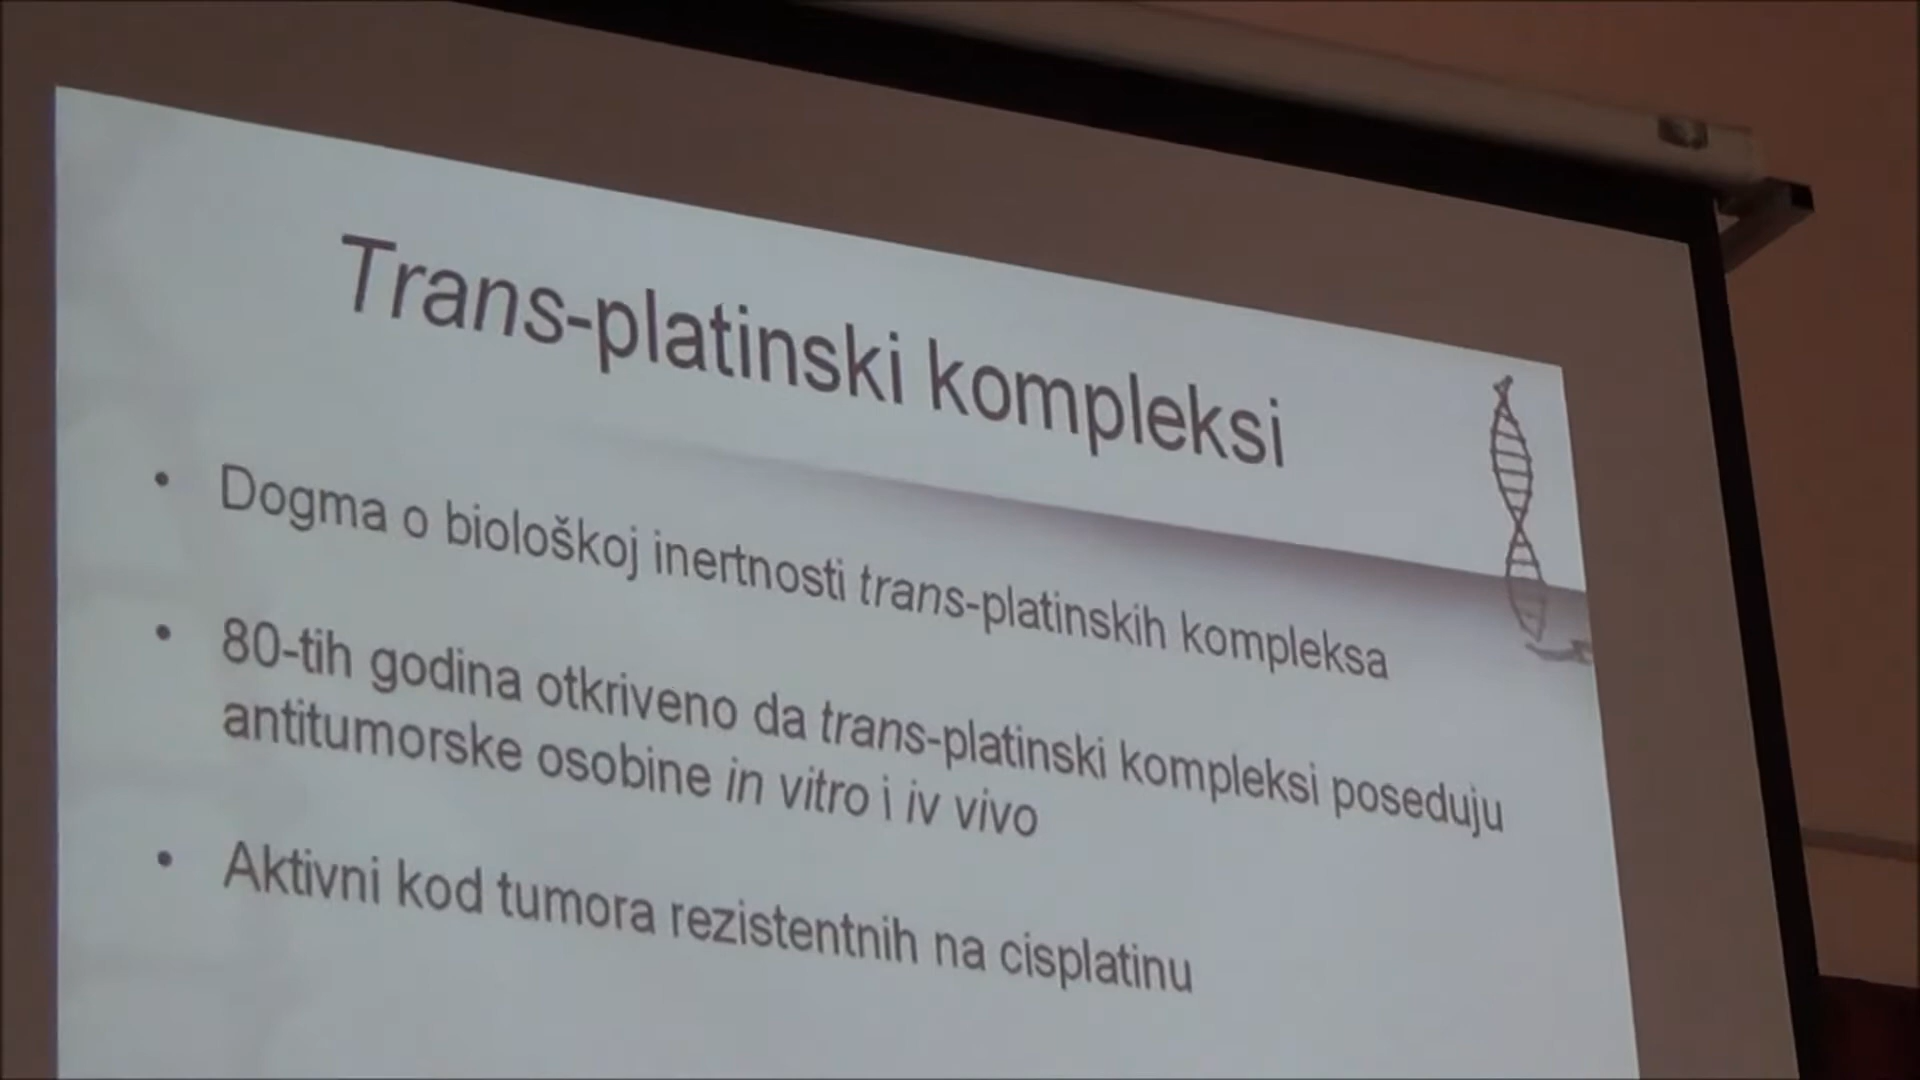 Trans-platinski kompleksi
• Dogma o biološkoj inertnosti trans-platinskih kompleksa
• 80-tih godina otkriveno da trans-platinski kompleksi poseduju
antitumorske osobine in vitro i iv vivo
• Aktivni kod tumora rezistentnih na cisplatinu